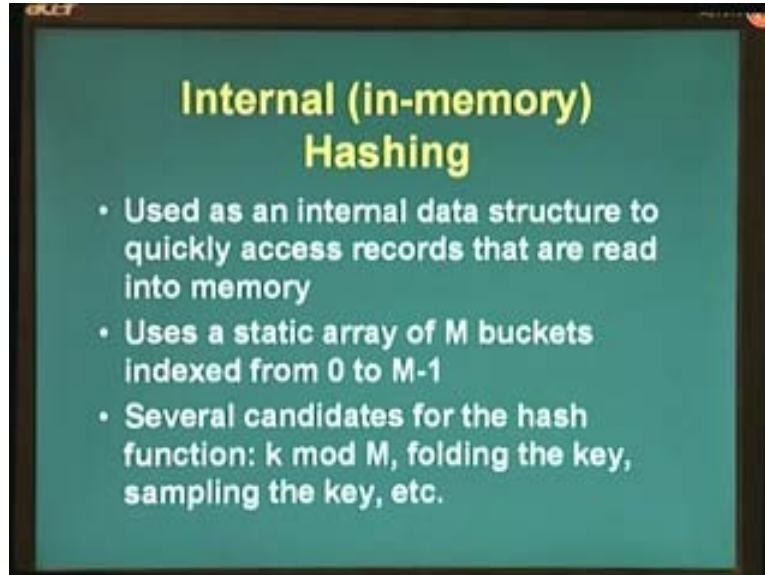 acer
Internal (in-memory)
Hashing
• Used as an internal data structure to
quickly access records that are read
into memory
• Uses a static array of M buckets
indexed from 0 to M-1
• Several candidates for the hash
function: k mod M, folding the key,
sampling the key, etc.